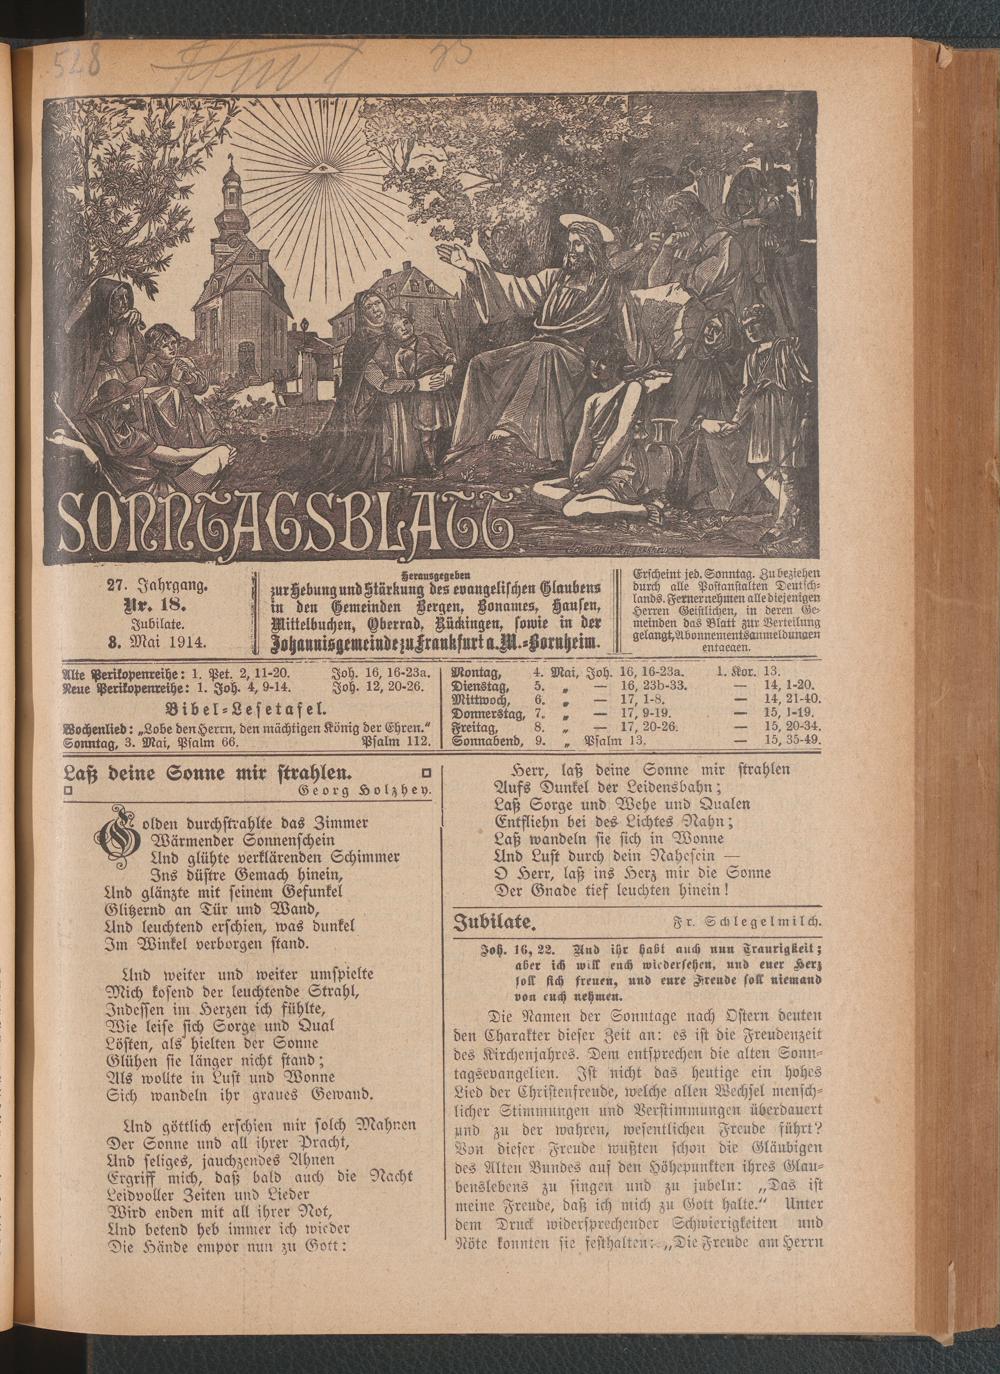 528
SONNTAGSBLATT
27. Jahrgang.
Nr. 18.
Jubilate.
3. Mai 1914.
Herausgegeben
zur Hebung und Stärkung des evangelischen Glaubens
in den Gemeinden Bergen, Bonames, Hausen,
Mittelbuchen, Oberrad, Rückingen, sowie in der
Johannisgemeinde zu Frankfurt a. M.-Bornheim.
Erscheint jed. Sonntag. Zu beziehen
durch alle Postanstalten Deutsch-
lands. Ferner nehmen alle diejenigen
Herren Geistlichen, in deren Ge-
meinden das Blatt zur Verteilung
gelangt, Abonnementsanmeldungen
entgegen.
Alte Perikopenreihe: 1. Pet. 2, 11-20. Joh. 16, 16-23a.
Neue Perikopenreihe: 1. Joh. 4, 9-14. Joh. 12, 20-26.
Bibel-Lesetafel.
Wochenlied: „Lobe den Herrn, den mächtigen König der Ehren.“
Sonntag, 3. Mai, Psalm 66. Psalm 112.
Montag, 4. Mai, Joh. 16, 16-23a. 1. Kor. 13.
Dienstag, 5. „ — 16, 23b-33. — 14, 1-20.
Mittwoch, 6. „ — 17, 1-8. — 14, 21-40.
Donnerstag, 7. „ — 17, 9-19. — 15, 1-19.
Freitag, 8. „ — 17, 20-26. — 15, 20-34.
Sonnabend, 9. „ Psalm 13. — 15, 35-49.
Laß deine Sonne mir strahlen.
Georg Holzhey.
Golden durchstrahlte das Zimmer
Wärmender Sonnenschein
Und glühte verklärenden Schimmer
Ins düstre Gemach hinein,
Und glänzte mit seinem Gefunkel
Glitzernd an Tür und Wand,
Und leuchtend erschien, was dunkel
Im Winkel verborgen stand.
Und weiter und weiter umspielte
Mich kosend der leuchtende Strahl,
Indessen im Herzen ich fühlte,
Wie leise sich Sorge und Qual
Lösten, als hielten der Sonne
Glühen sie länger nicht stand;
Als wollte in Lust und Wonne
Sich wandeln ihr graues Gewand.
Und göttlich erschien mir solch Mahnen
Der Sonne und all ihrer Pracht,
Und seliges, jauchzendes Ahnen
Ergriff mich, daß bald auch die Nacht
Leidvoller Zeiten und Lieder
Wird enden mit all ihrer Not,
Und betend heb immer ich wieder
Die Hände empor nun zu Gott:
Herr, laß deine Sonne mir strahlen
Aufs Dunkel der Leidensbahn;
Laß Sorge und Wehe und Qualen
Entfliehn bei des Lichtes Nahn;
Laß wandeln sie sich in Wonne
Und Lust durch dein Nahesein —
O Herr, laß ins Herz mir die Sonne
Der Gnade tief leuchten hinein!
Jubilate.
Fr. Schlegelmilch.
Joh. 16, 22. Und ihr habt auch nun Traurigkeit;
aber ich will euch wiedersehen, und euer Herz
soll sich freuen, und eure Freude soll niemand
von euch nehmen.
Die Namen der Sonntage nach Ostern deuten
den Charakter dieser Zeit an: es ist die Freudenzeit
des Kirchenjahres. Dem entsprechen die alten Sonn-
tagsevangelien. Ist nicht das heutige ein hohes
Lied der Christenfreude, welche allen Wechsel mensch-
licher Stimmungen und Verstimmungen überdauert
und zu der wahren, wesentlichen Freude führt?
Von dieser Freude wußten schon die Gläubigen
des Alten Bundes auf den Höhepunkten ihres Glau-
benslebens zu singen und zu jubeln: „Das ist
meine Freude, daß ich mich zu Gott halte.“ Unter
dem Druck widersprechender Schwierigkeiten und
Nöte konnten sie festhalten: „Die Freude am Herrn